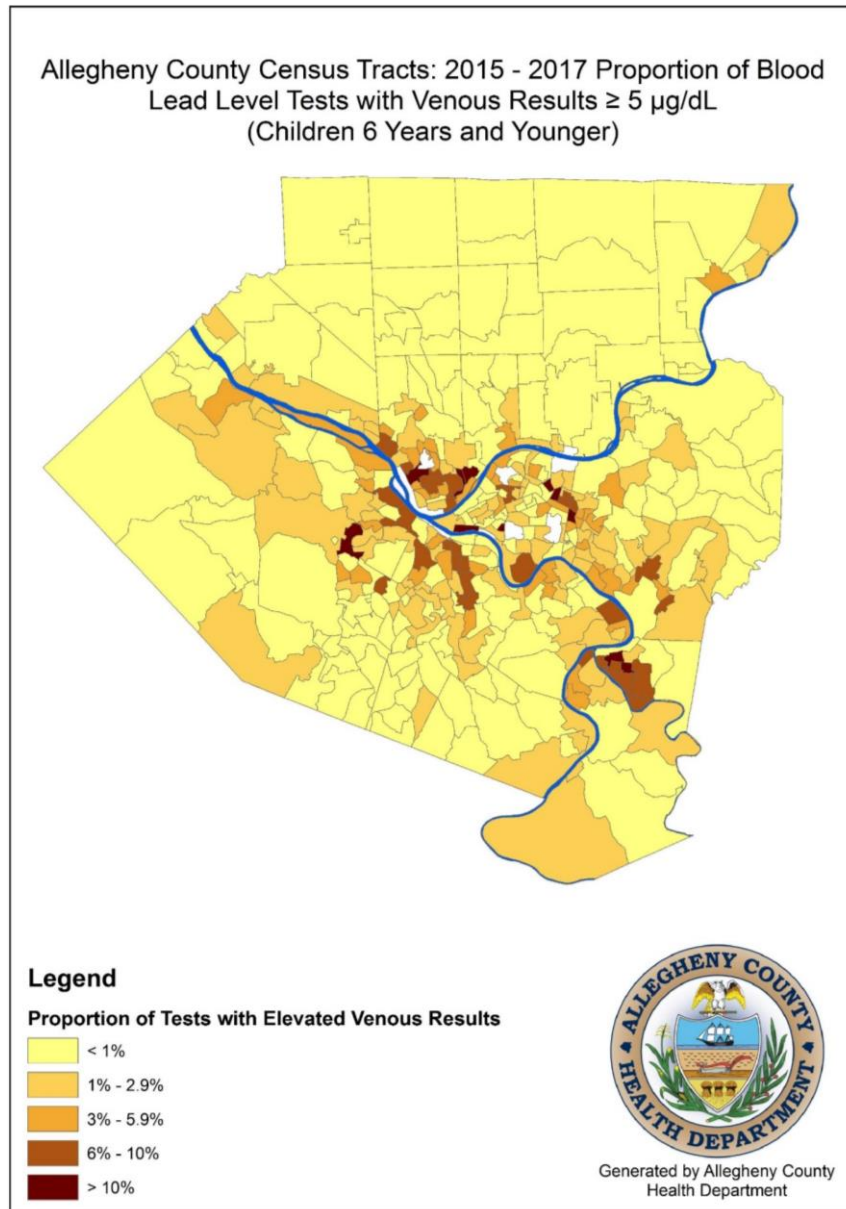 Allegheny County Census Tracts: 2015 - 2017 Proportion of Blood
Lead Level Tests with Venous Results ≥ 5 µg/dL
(Children 6 Years and Younger)
Legend
Proportion of Tests with Elevated Venous Results
< 1%
1% - 2.9%
3% - 5.9%
6% - 10%
> 10%
ALLEGHENY COUNTY
HEALTH DEPARTMENT
Generated by Allegheny County
Health Department